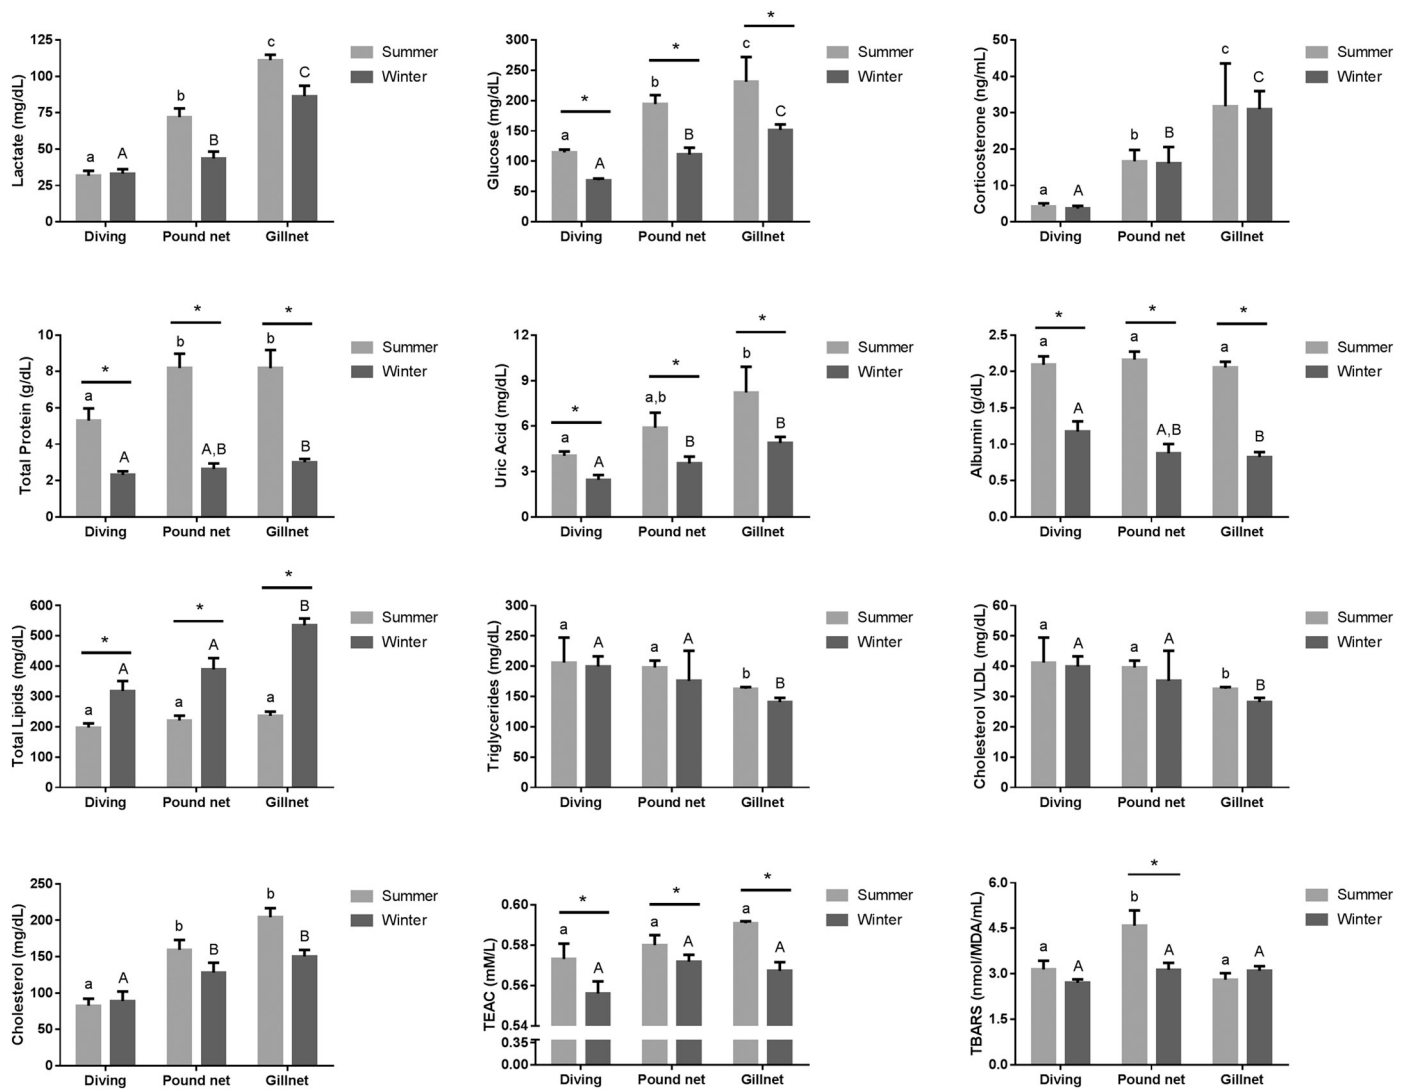 Lactate (mg/dL)
125
100
75
50
25
0
a
A
b
B
c
C
Diving
Pound net
Gillnet
Summer
Winter
Glucose (mg/dL)
300
250
200
150
100
50
0
*
a
A
*
b
B
*
c
C
Diving
Pound net
Gillnet
Summer
Winter
Corticosterone (ng/mL)
50
40
30
20
10
0
a
A
b
B
c
C
Diving
Pound net
Gillnet
Summer
Winter
Total Protein (g/dL)
10
8
6
4
2
0
*
a
A
*
b
A,B
*
b
B
Diving
Pound net
Gillnet
Summer
Winter
Uric Acid (mg/dL)
12
9
6
3
0
*
a
A
*
a,b
B
*
b
B
Diving
Pound net
Gillnet
Summer
Winter
Albumin (g/dL)
2.5
2.0
1.5
1.0
0.5
0.0
*
a
A
*
a
A,B
*
a
B
Diving
Pound net
Gillnet
Summer
Winter
Total Lipids (mg/dL)
600
500
400
300
200
100
0
*
a
A
*
a
A
*
a
B
Diving
Pound net
Gillnet
Summer
Winter
Triglycerides (mg/dL)
300
250
200
150
100
50
0
a
A
a
A
b
B
Diving
Pound net
Gillnet
Summer
Winter
Cholesterol VLDL (mg/dL)
60
50
40
30
20
10
0
a
A
a
A
b
B
Diving
Pound net
Gillnet
Summer
Winter
Cholesterol (mg/dL)
250
200
150
100
50
0
a
A
b
B
b
B
Diving
Pound net
Gillnet
Summer
Winter
TEAC (mM/L)
0.60
0.58
0.56
0.54
0.35
0.00
*
a
A
*
a
A
*
a
A
Diving
Pound net
Gillnet
Summer
Winter
TBARS (nmol/MDA/mL)
6.0
4.5
3.0
1.5
0.0
a
A
*
b
A
a
A
Diving
Pound net
Gillnet
Summer
Winter